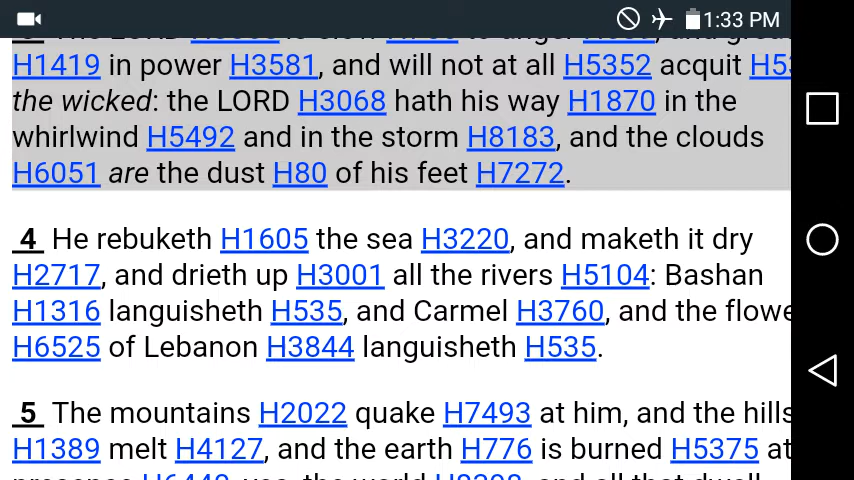 1:33 PM
H1419 in power H3581, and will not at all H5352 acquit
the wicked: the LORD H3068 hath his way H1870 in the
whirlwind H5492 and in the storm H8183, and the clouds
H6051 are the dust H80 of his feet H7272.
4 He rebuketh H1605 the sea H3220, and maketh it dry
H2717, and drieth up H3001 all the rivers H5104: Bashan
H1316 languisheth H535, and Carmel H3760, and the flowe
H6525 of Lebanon H3844 languisheth H535.
5 The mountains H2022 quake H7493 at him, and the hills
H1389 melt H4127, and the earth H776 is burned H5375 at